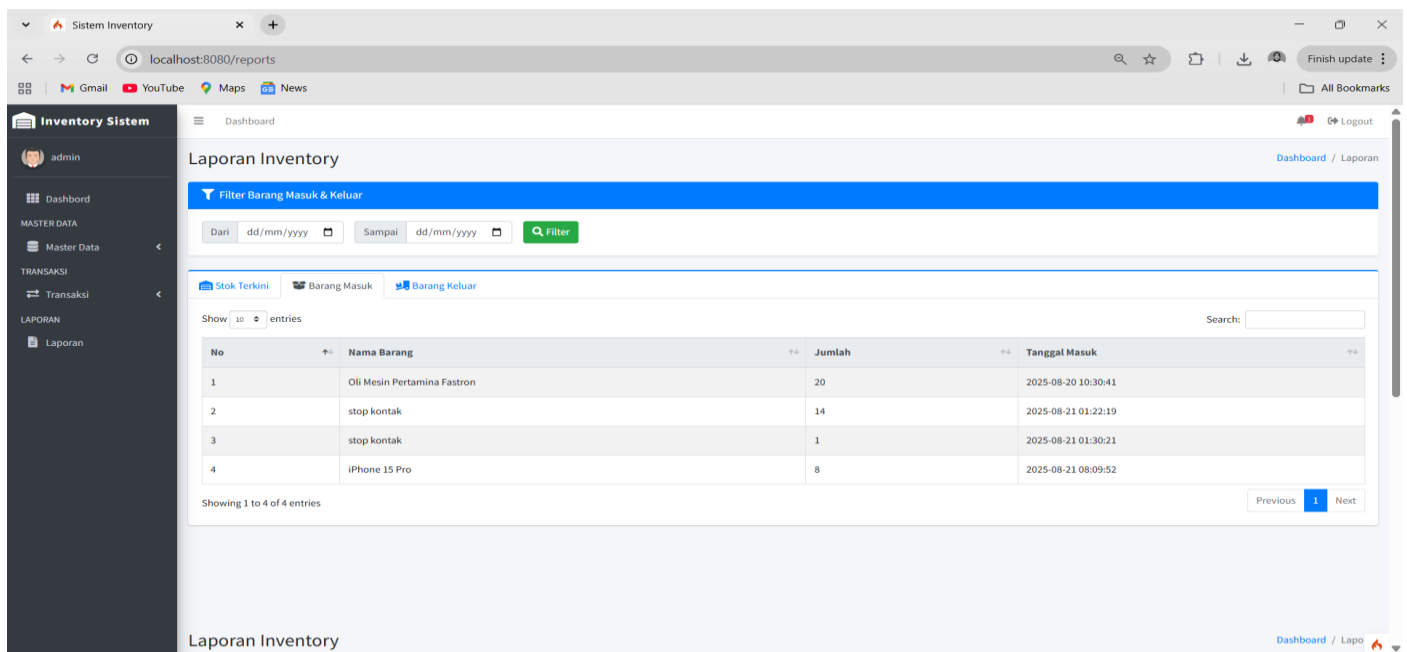 Sistem Inventory
localhost:8080/reports
Finish update
Gmail YouTube Maps News
All Bookmarks
Inventory Sistem
Dashboard
1 Logout
admin
Laporan Inventory
Dashboard / Laporan
Filter Barang Masuk & Keluar
Dashbord
Dari dd/mm/yyyy Sampai dd/mm/yyyy Filter
MASTER DATA
Master Data
TRANSAKSI
Transaksi
LAPORAN
Laporan
Stok Terkini Barang Masuk Barang Keluar
Show 10 entries Search:
No Nama Barang Jumlah Tanggal Masuk
1 Oli Mesin Pertamina Fastron 20 2025-08-20 10:30:41
2 stop kontak 14 2025-08-21 01:22:19
3 stop kontak 1 2025-08-21 01:30:21
4 iPhone 15 Pro 8 2025-08-21 08:09:52
Showing 1 to 4 of 4 entries
Previous 1 Next
Laporan Inventory
Dashboard / Lapo